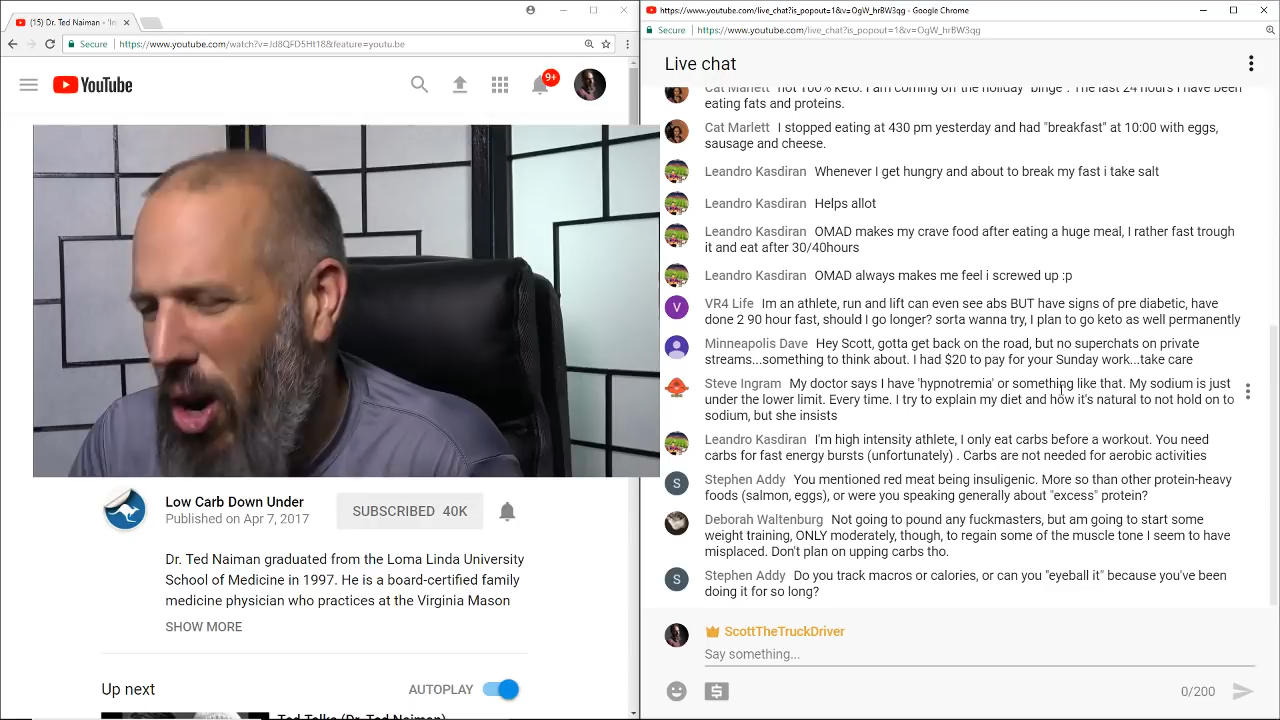 (15) Dr. Ted Naiman - 'In
Secure
https://www.youtube.com/watch?v=Jd8QFD5Ht18&feature=youtu.be
YouTube
9+
Low Carb Down Under
Published on Apr 7, 2017
SUBSCRIBED 40K
Dr. Ted Naiman graduated from the Loma Linda University
School of Medicine in 1997. He is a board-certified family
medicine physician who practices at the Virginia Mason
SHOW MORE
Up next
AUTOPLAY
Ted Talks (Dr. Ted Naiman)
https://www.youtube.com/live_chat?is_popout=1&v=OgW_hrBW3qg - Google Chrome
Secure
https://www.youtube.com/live_chat?is_popout=1&v=OgW_hrBW3qg
Live chat
Cat Marlett not 100% keto. I am coming off the holiday "binge". The last 24 hours I have been
eating fats and proteins.
Cat Marlett I stopped eating at 430 pm yesterday and had "breakfast" at 10:00 with eggs,
sausage and cheese.
Leandro Kasdiran Whenever I get hungry and about to break my fast i take salt
Leandro Kasdiran Helps allot
Leandro Kasdiran OMAD makes my crave food after eating a huge meal, I rather fast trough
it and eat after 30/40hours
Leandro Kasdiran OMAD always makes me feel i screwed up :p
V
VR4 Life Im an athlete, run and lift can even see abs BUT have signs of pre diabetic, have
done 2 90 hour fast, should I go longer? sorta wanna try, I plan to go keto as well permanently
Minneapolis Dave Hey Scott, gotta get back on the road, but no superchats on private
streams...something to think about. I had $20 to pay for your Sunday work...take care
Steve Ingram My doctor says I have 'hypnotremia' or something like that. My sodium is just
under the lower limit. Every time. I try to explain my diet and how it's natural to not hold on to
sodium, but she insists
Leandro Kasdiran I'm high intensity athlete, I only eat carbs before a workout. You need
carbs for fast energy bursts (unfortunately) . Carbs are not needed for aerobic activities
S
Stephen Addy You mentioned red meat being insuligenic. More so than other protein-heavy
foods (salmon, eggs), or were you speaking generally about "excess" protein?
Deborah Waltenburg Not going to pound any fuckmasters, but am going to start some
weight training, ONLY moderately, though, to regain some of the muscle tone I seem to have
misplaced. Don't plan on upping carbs tho.
S
Stephen Addy Do you track macros or calories, or can you "eyeball it" because you've been
doing it for so long?
ScottTheTruckDriver
Say something...
0/200